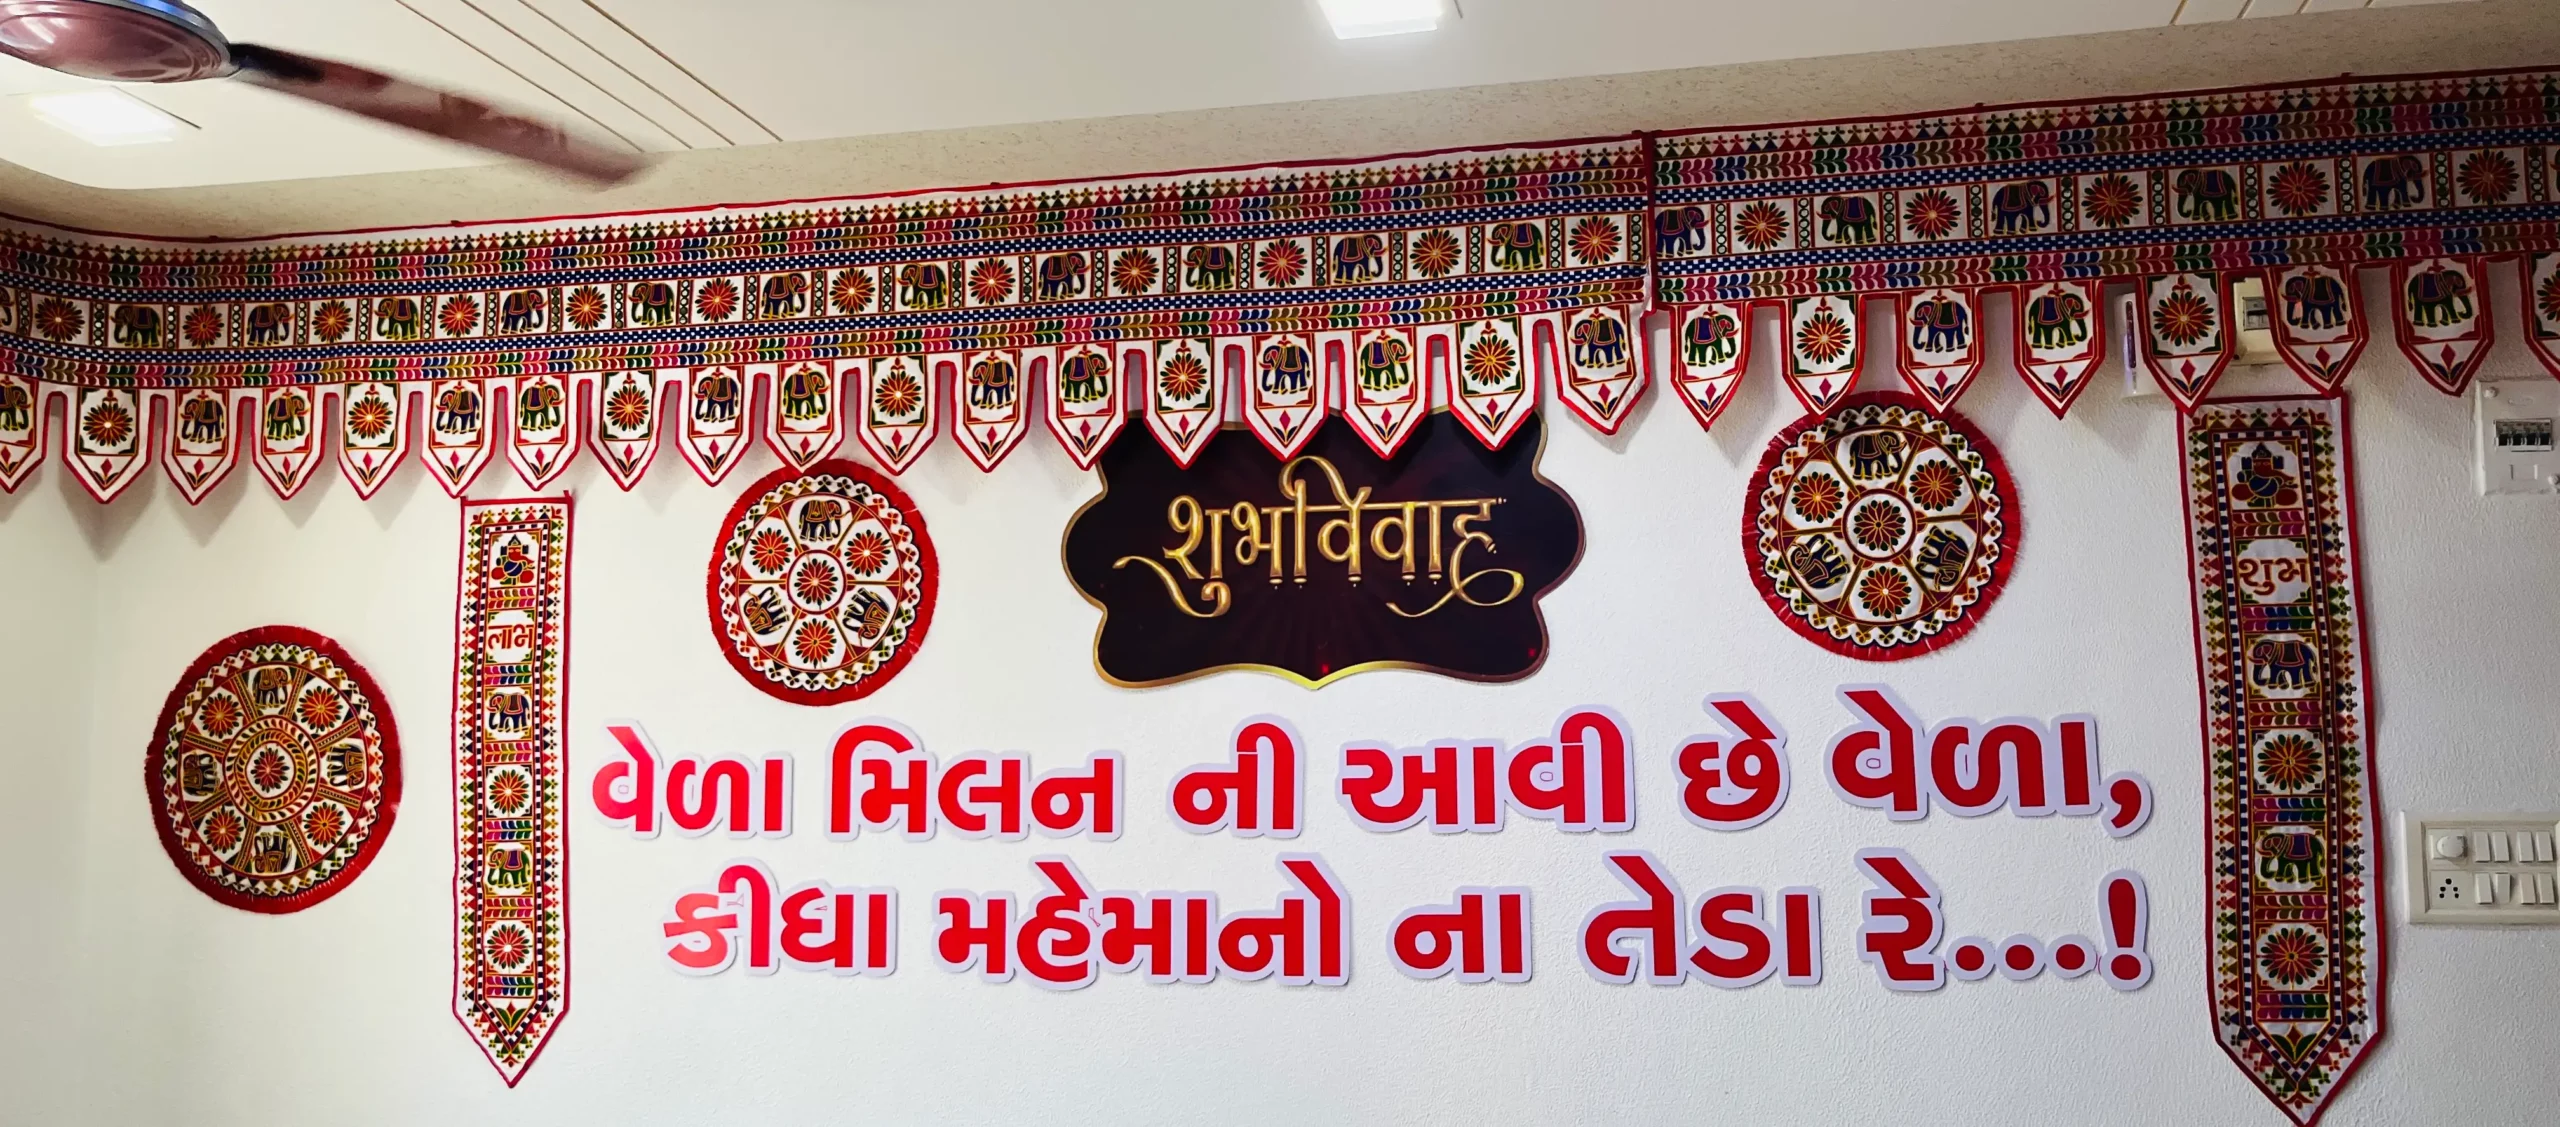 शुभविवाह
લાભ
શુભ
વેળા મિલન ની આવી છે વેળા,
કીધા મહેમાનો ના તેડા રે...!